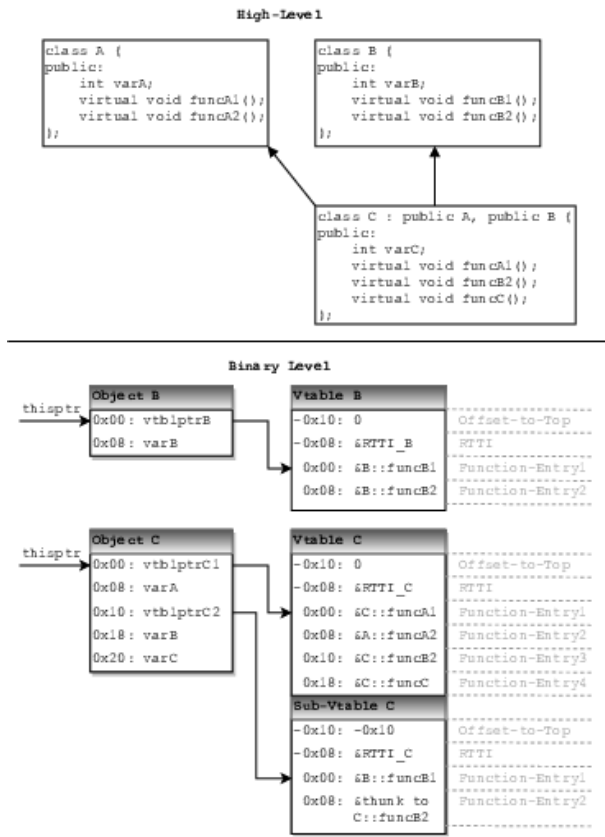 High-Level
class A {
public:
int varA;
virtual void funcA1();
virtual void funcA2();
};
class B {
public:
int varB;
virtual void funcB1();
virtual void funcB2();
};
class C : public A, public B {
public:
int varC;
virtual void funcA1();
virtual void funcB2();
virtual void funcC();
};
Binary Level
thisptr
Object B
0x00: vtblptrB
0x08: varB
Vtable B
-0x10: 0 Offset-to-Top
-0x08: &RTTI_B RTTI
0x00: &B::funcB1 Function-Entry1
0x08: &B::funcB2 Function-Entry2
thisptr
Object C
0x00: vtblptrC1
0x08: varA
0x10: vtblptrC2
0x18: varB
0x20: varC
Vtable C
-0x10: 0 Offset-to-Top
-0x08: &RTTI_C RTTI
0x00: &C::funcA1 Function-Entry1
0x08: &A::funcA2 Function-Entry2
0x10: &C::funcB2 Function-Entry3
0x18: &C::funcC Function-Entry4
Sub-Vtable C
-0x10: -0x10 Offset-to-Top
-0x08: &RTTI_C RTTI
0x00: &B::funcB1 Function-Entry1
0x08: &thunk to Function-Entry2
C::funcB2